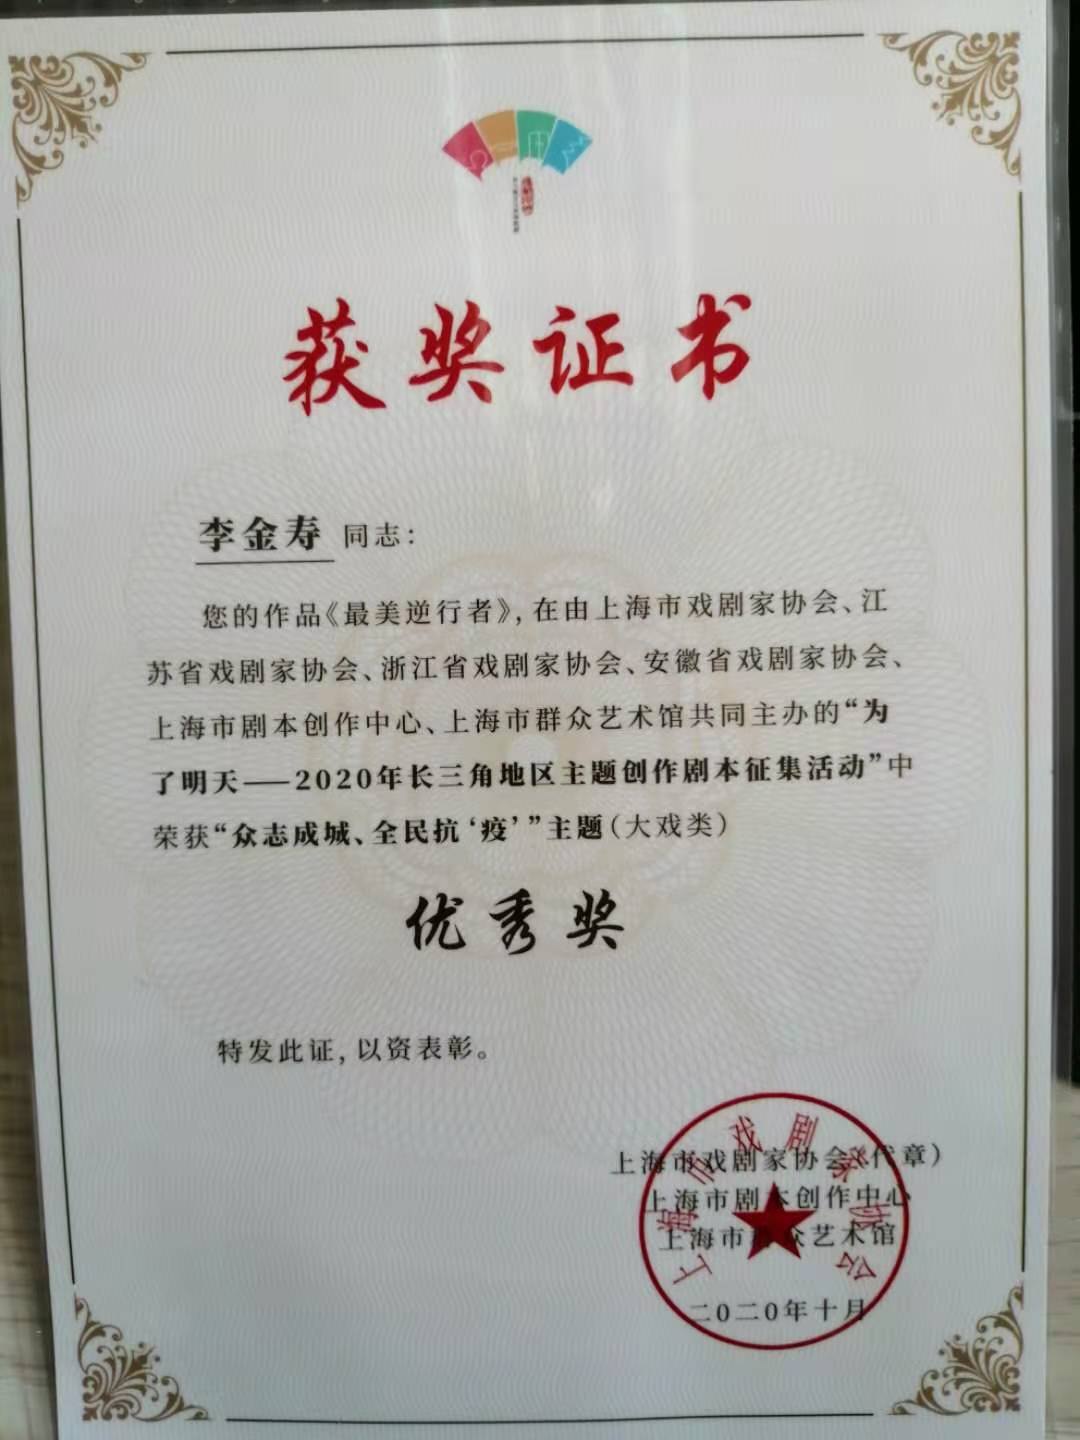 获奖证书
李金寿 同志：
您的作品《最美逆行者》，在由上海市戏剧家协会、江
苏省戏剧家协会、浙江省戏剧家协会、安徽省戏剧家协会、
上海市剧本创作中心、上海市群众艺术馆共同主办的“为
了明天——2020年长三角地区主题创作剧本征集活动”中
荣获“众志成城、全民抗‘疫’”主题（大戏类）
优秀奖
特发此证，以资表彰。
上海市戏剧家协会（代章）
上海市剧本创作中心
上海市群众艺术馆
二〇二〇年十月
上海市戏剧家协会